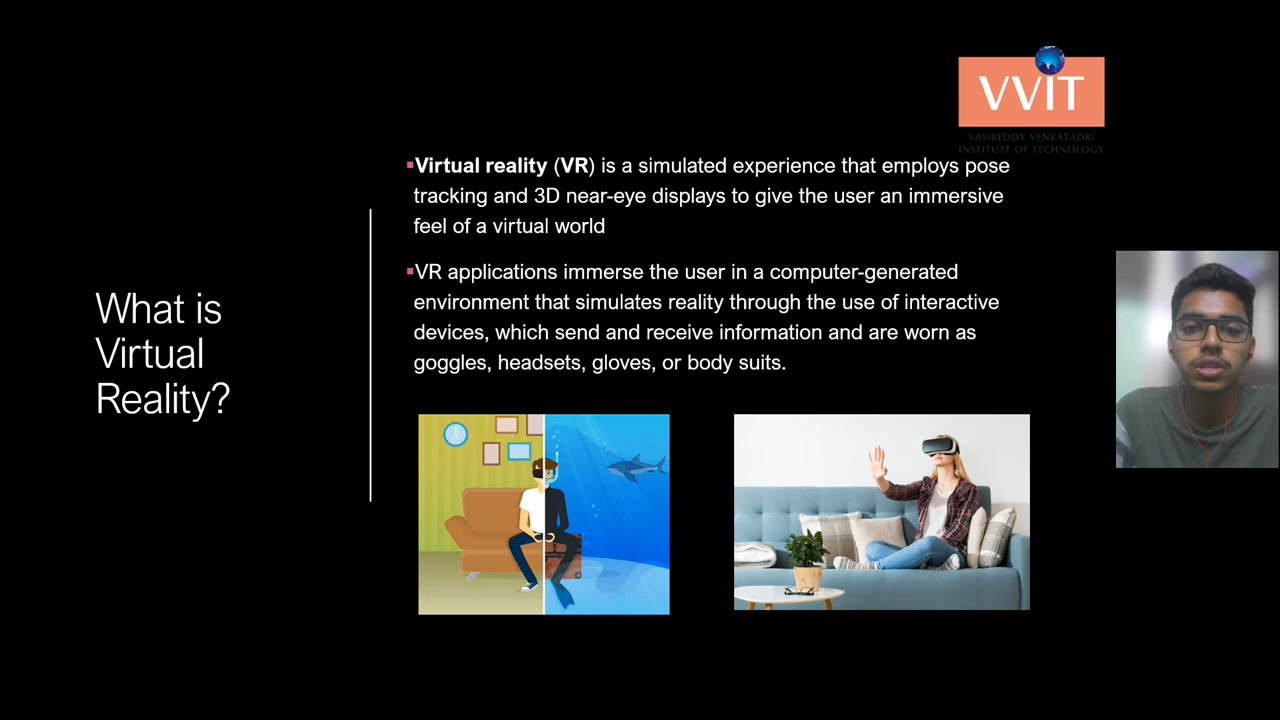 VVIT
VASIREDDY VENKATADRI
INSTITUTE OF TECHNOLOGY
What is
Virtual
Reality?
▪Virtual reality (VR) is a simulated experience that employs pose
tracking and 3D near-eye displays to give the user an immersive
feel of a virtual world
▪VR applications immerse the user in a computer-generated
environment that simulates reality through the use of interactive
devices, which send and receive information and are worn as
goggles, headsets, gloves, or body suits.